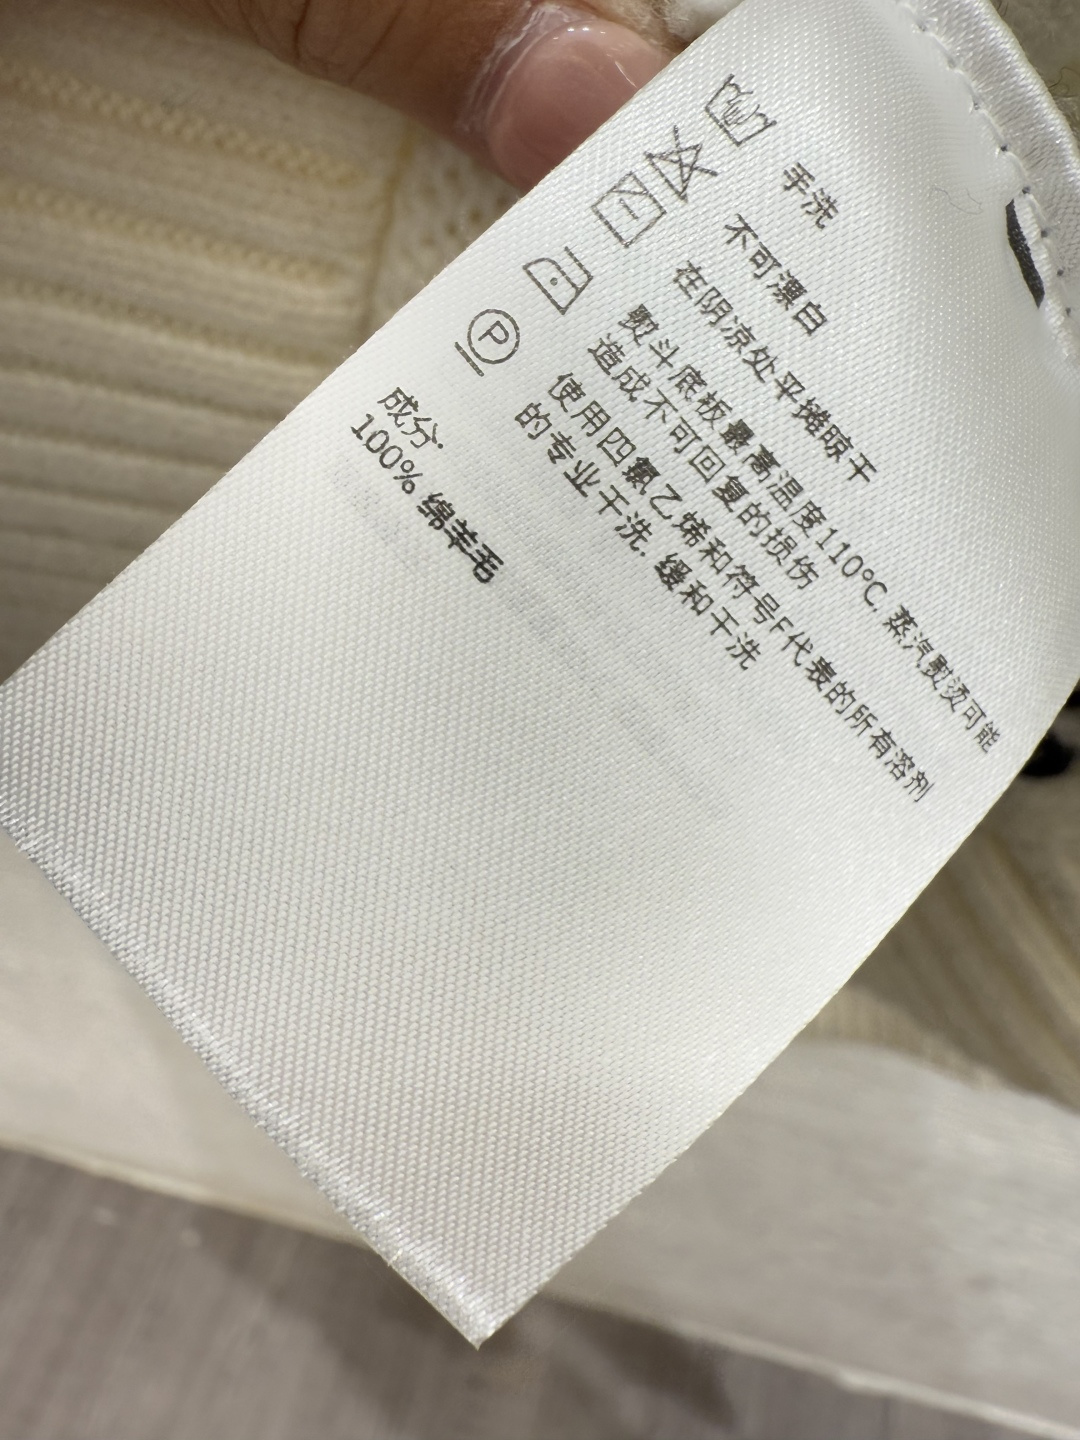 手洗
不可漂白
在阴凉处平摊晾干
熨斗底板最高温度110℃. 蒸汽熨烫可能
造成不可回复的损伤
使用四氯乙烯和符号F代表的所有溶剂
的专业干洗. 缓和干洗
P
成分:
100% 绵羊毛